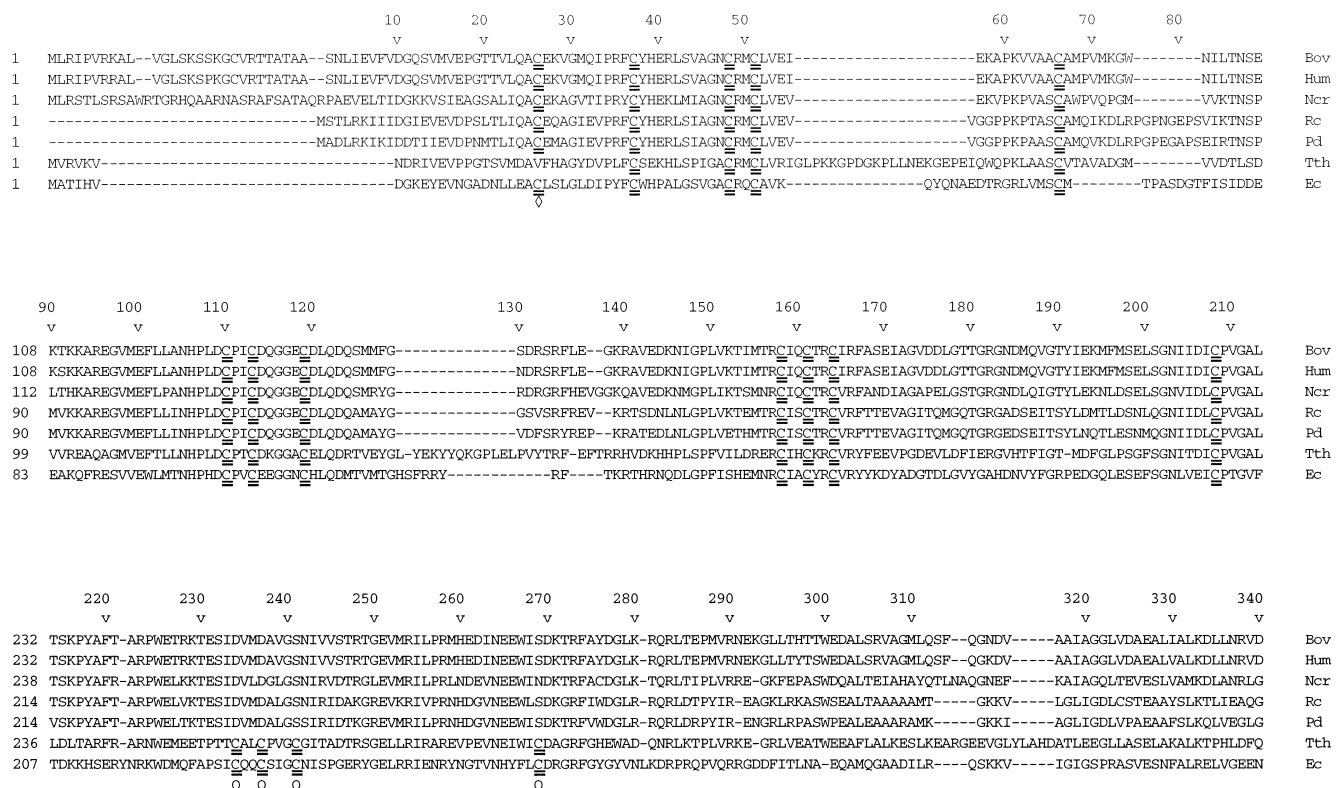 10 20 30 40 50 60 70 80
v v v v v v v v
1 MLRIPVRKAL--VGLSKSSKGCVRTTATAA--SNLIEVFVDGQSVMVEPGTTVLQACEKVGMQIPRFCYHERLSVAGNCRMCLVEI---------------------EKAPKVVAACAMPVMKGW--------NILTNSE Bov
1 MLRIPVRRAL--VGLSKSPKGCVRTTATAA--SNLIEVFVDGQSVMVEPGTTVLQACEKVGMQIPRFCYHERLSVAGNCRMCLVEI---------------------EKAPKVVAACAMPVMKGW--------NILTNSE Hum
1 MLRSTLSRSAWRTGRHQAARNASRAFSATAQRPAEVELTIDGKKVSIEAGSALIQACEKAGVTIPRYCYHEKLMIAGNCRMCLVEV---------------------EKVPKPVASCAWPVQPGM--------VVKTNSP Ncr
1 -------------------------------MSTLRKIIIDGIEVEVDPSLTLIQACEQAGIEVPRFCYHERLSIAGNCRMCLVEV---------------------VGGPPKPTASCAMQIKDLRPGPNGEPSVIKTNSP Rc
1 -------------------------------MADLRKIKIDDTIIEVDPNMTLIQACEMAGIEVPRFCYHERLSIAGNCRMCLVEV---------------------VGGPPKPAASCAMQVKDLRPGPEGAPSEIRTNSP Pd
1 MVRVKV----------------------------------NDRIVEVPPGTSVMDAVFHAGYDVPLFCSEKHLSPIGACRMCLVRIGLPKKGPDGKPLLNEKGEPEIQWQPKLAASCVTAVADGM--------VVDTLSD Tth
1 MATIHV----------------------------------DGKEYEVNGADNLLEACLSLGLDIPYFCWHPALGSVGACRQCAVK----------------QYQNAEDTRGRLVMSCM--------TPASDGTFISIDDE Ec
◊
90 100 110 120 130 140 150 160 170 180 190 200 210
v v v v v v v v v v v v v
108 KTKKAREGVMEFLLANHPLDCPICDQGGECDLQDQSMMFG--------------SDRSRFLE--GKRAVEDKNIGPLVKTIMTRCIQCTRCIRFASEIAGVDDLGTTGRGNDMQVGTYIEKMFMSELSGNIIDICPVGAL Bov
108 KSKKAREGVMEFLLANHPLDCPICDQGGECDLQDQSMMFG--------------NDRSRFLE--GKRAVEDKNIGPLVKTIMTRCIQCTRCIRFASEIAGVDDLGTTGRGNDMQVGTYIEKMFMSELSGNIIDICPVGAL Hum
112 LTHKAREGVMEFLPANHPLDCPICDQGGECDLQDQSMRYG--------------RDRGRFHEVGGKQAVEDKNMGPLIKTSMNRCIQCTRCVRFANDIAGAPELGSTGRGNDLQIGTYLEKNLDSELSGNVIDLCPVGAL Ncr
90 MVKKAREGVMEFLLINHPLDCPICDQGGECDLQDQAMAYG--------------GSVSRFREV--KRTSDNLNLGPLVKTEMTRCISCTRCVRFTTEVAGITQMGQTGRGADSEITSYLDMTLDSNLQGNIIDLCPVGAL Rc
90 MVKKAREGVMEFLLINHPLDCPICDQGGECDLQDQAMAYG--------------VDFSRYREP--KRATEDLNLGPLVETHMTRCISCTRCVRFTTEVAGITQMGQTGRGEDSEITSYLNQTLESNMQGNIIDLCPVGAL Pd
99 VVREAQAGMVEFTLLNHPLDCPTCDKGGACELQDRTVEYGL-YEKYYQKGPLELPVYTRF-EFTRRHVDKHHPLSPFVILDRERCIHCKRCVRYFEEVPGDEVLDFIERGVHTFIGT-MDFGLPSGFSGNITDICPVGAL Tth
83 EAKQFRESVVEWLMTNHPHDCPVCEEGGNCHLQDMTVMTGHSFRRY------------RF---TKRTHRNQDLGPFISHEMNRCIACYRCVRYYKDYADGTDLGVYGAHDNVYFGRPEDGQLESEFSGNLVEICPTGVF Ec
220 230 240 250 260 270 280 290 300 310 320 330 340
v v v v v v v v v v v v v
232 TSKPYAFT-ARPWETRKTESIDVMDAVGSNIVVSTRTGEVMRILPRMHEDINEEWISDKTRFAYDGLK-RQRLTEPMVRNEKGLLTHTTWEDALSRVAGMLQSF--QGNDV-----AAIAGGLVDAEALIALKDLLNRVD Bov
232 TSKPYAFT-ARPWETRKTESIDVMDAVGSNIVVSTRTGEVMRILPRMHEDINEEWISDKTRFAYDGLK-RQRLTEPMVRNEKGLLTYTSWEDALSRVAGMLQSF--QGKDV-----AAIAGGLVDAEALVALKDLLNRVD Hum
238 TSKPYAFR-ARPWELKKTESIDVLDGLGSNIRVDTRGLEVMRILPRLNDEVNEEWINDKTRFACDGLK-TQRLTIPLVRRE-GKFEPASWDQALTEIAHAYQTLNAQGNEF-----KAIAGQLTEVESLVAMKDLANRLG Ncr
214 TSKPYAFT-ARPWELVKTESIDVMDALGSNIRIDAKGREVKRIVPRNHDGVNEEWLSDKGRFIWDGLK-RQRLDTPYIR-EAGKLRKASWSEALTAAAAAMT----GKKV-----LGLIGDLCSTEAAYSLKTLIEAQG Rc
214 VSKPYAFT-ARPWELTKTESIDVMDALGSSIRIDTKGREVMRILPRNHDGVNEEWISDKTRFVWDGLR-RQRLDRPYIR-ENGRLRPASWPEALEAAARAMK----GKKI-----AGLIGDLVPAEAAFSLKQLVEGLG Pd
236 LDLTARFR-ARNWEMEETPTTCALCPVGCGITADTRSGELLRIRAREVPEVNEIWICDAGRFGHEWAD-QNRLKTPLVRKE-GRLVEATWEEAFLALKESLKEARGEEVGLYLAHDATLEEGLLASELAKALKTPHLDFQ Tth
207 TDKKHSERYNRKWDMQFAPSICQQCSIGCNISPGERYGELRRIENRYNGTVNHYFLCDRGRFGYGYVNLKDRPRQPVQRRGDDFITLNA-EQAMQGAADILR----QSKKV-----IGIGSPRASVESNFALRELVGEEN Ec
O O O O